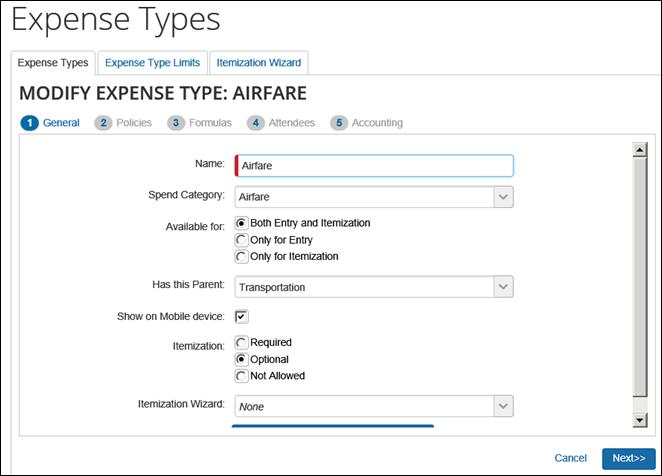 Expense Types
Expense Types Expense Type Limits Itemization Wizard
MODIFY EXPENSE TYPE: AIRFARE
1 General 2 Policies 3 Formulas 4 Attendees 5 Accounting
Name: Airfare
Spend Category: Airfare
Available for: Both Entry and Itemization
Only for Entry
Only for Itemization
Has this Parent: Transportation
Show on Mobile device:
Itemization: Required
Optional
Not Allowed
Itemization Wizard: None
Cancel Next>>